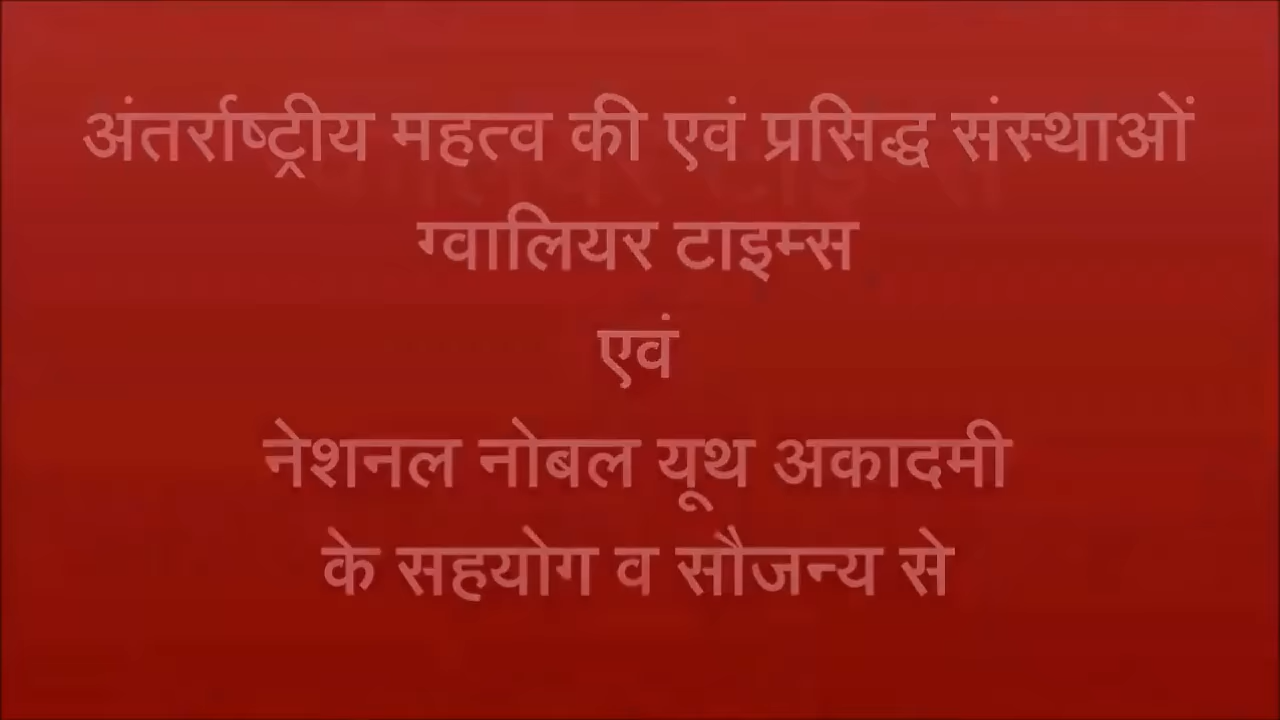 अंतर्राष्ट्रीय महत्व की एवं प्रसिद्ध संस्थाओं
ग्वालियर टाइम्स
एवं
नेशनल नोबल यूथ अकादमी
के सहयोग व सौजन्य से